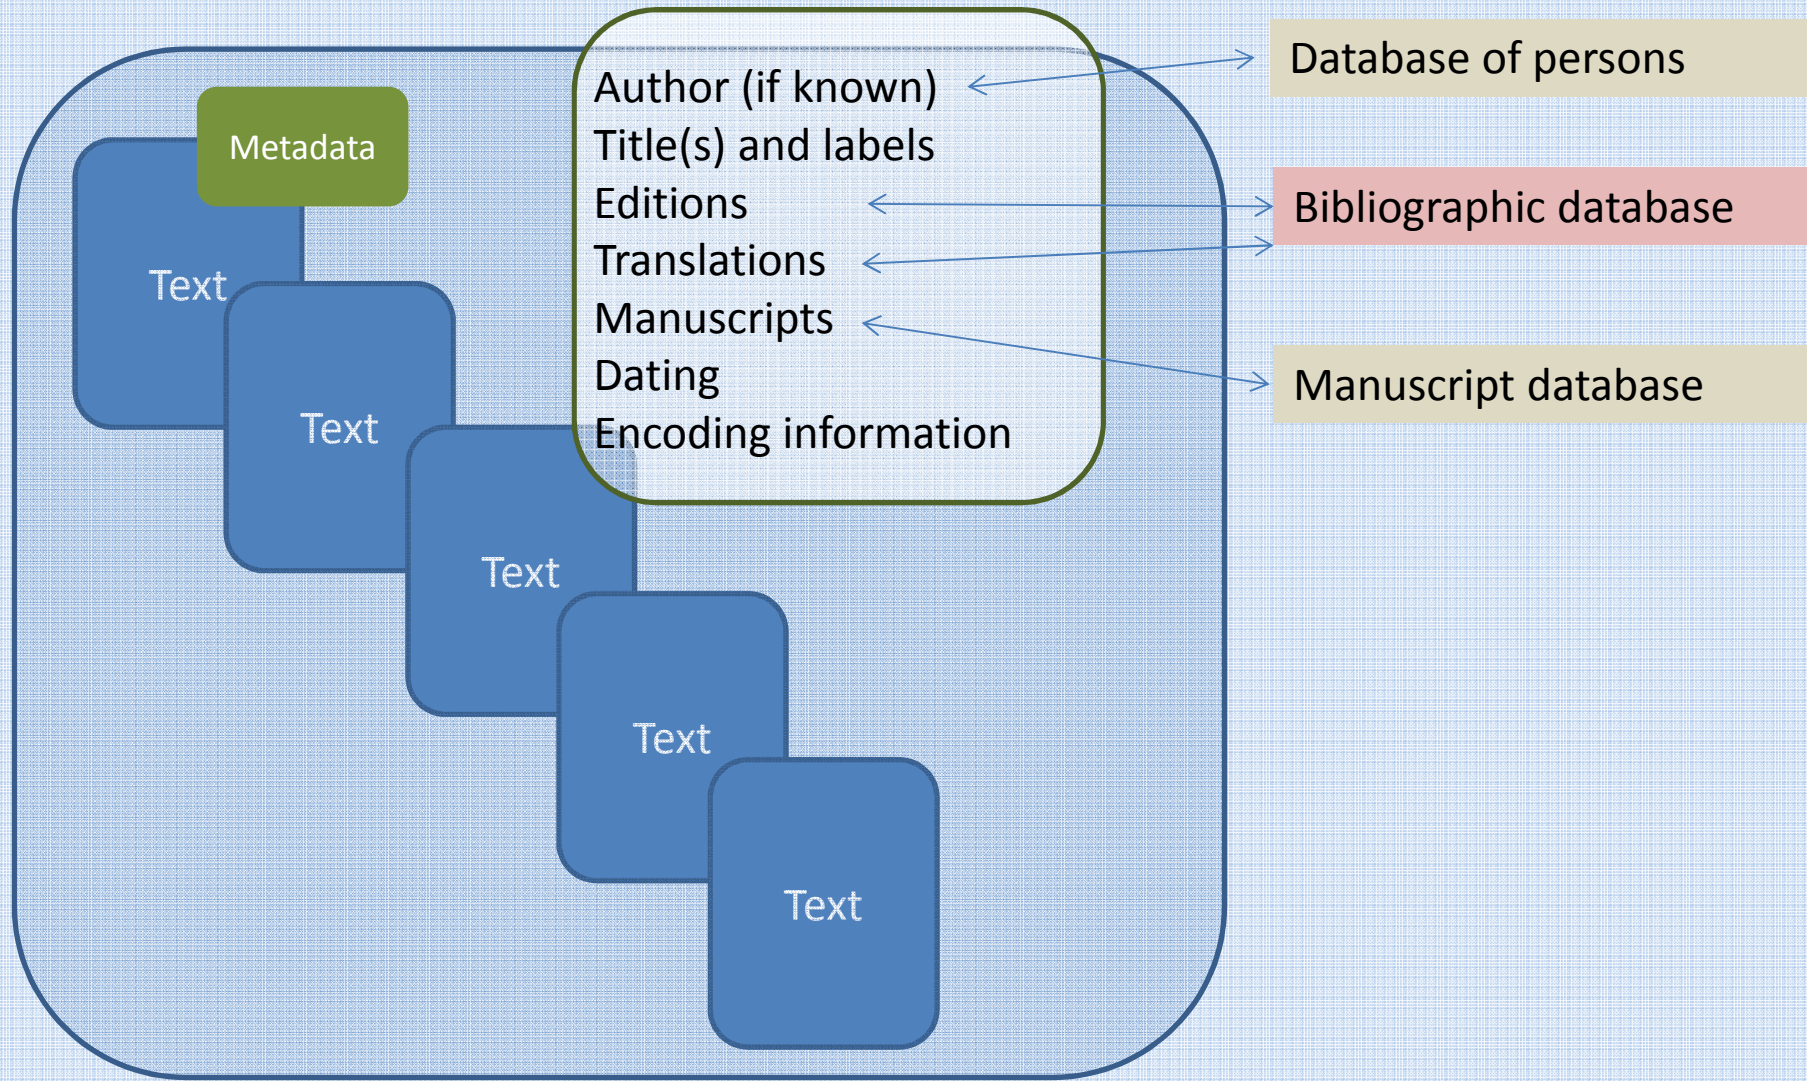 Metadata
Text
Text
Text
Text
Text
Author (if known)
Title(s) and labels
Editions
Translations
Manuscripts
Dating
Encoding information
Database of persons
Bibliographic database
Manuscript database